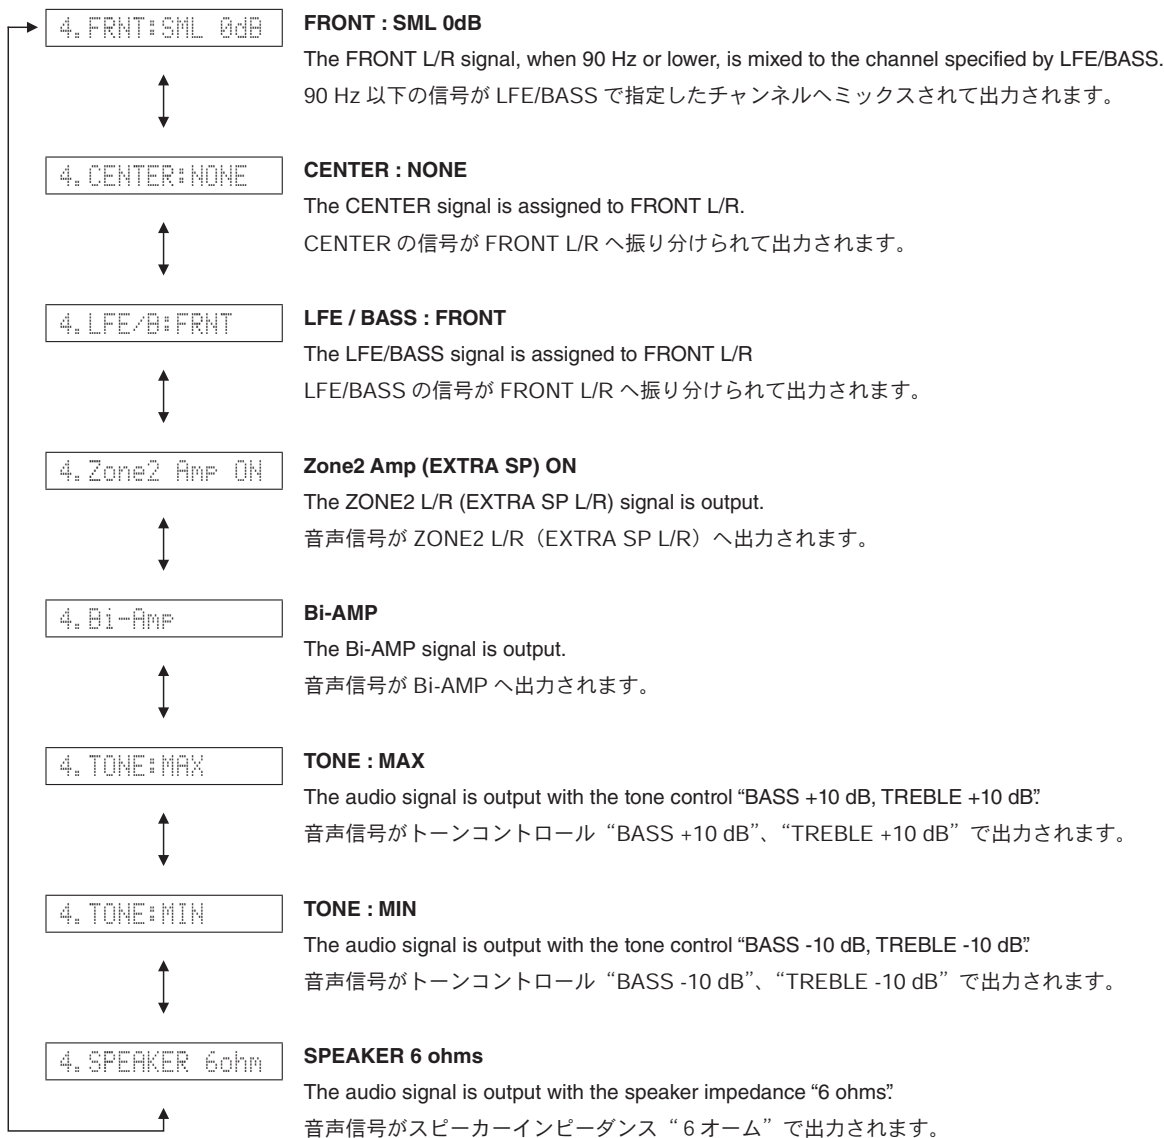 4.FRNT:SML 0dB
FRONT : SML 0dB
The FRONT L/R signal, when 90 Hz or lower, is mixed to the channel specified by LFE/BASS.
90 Hz 以下の信号が LFE/BASS で指定したチャンネルへミックスされて出力されます。
4.CENTER:NONE
CENTER : NONE
The CENTER signal is assigned to FRONT L/R.
CENTER の信号が FRONT L/R へ振り分けられて出力されます。
4.LFE/B:FRNT
LFE / BASS : FRONT
The LFE/BASS signal is assigned to FRONT L/R
LFE/BASS の信号が FRONT L/R へ振り分けられて出力されます。
4.Zone2 Amp ON
Zone2 Amp (EXTRA SP) ON
The ZONE2 L/R (EXTRA SP L/R) signal is output.
音声信号が ZONE2 L/R（EXTRA SP L/R）へ出力されます。
4.Bi-Amp
Bi-AMP
The Bi-AMP signal is output.
音声信号が Bi-AMP へ出力されます。
4.TONE:MAX
TONE : MAX
The audio signal is output with the tone control “BASS +10 dB, TREBLE +10 dB”.
音声信号がトーンコントロール“BASS +10 dB”、“TREBLE +10 dB”で出力されます。
4.TONE:MIN
TONE : MIN
The audio signal is output with the tone control “BASS -10 dB, TREBLE -10 dB”.
音声信号がトーンコントロール“BASS -10 dB”、“TREBLE -10 dB”で出力されます。
4.SPEAKER 6ohm
SPEAKER 6 ohms
The audio signal is output with the speaker impedance “6 ohms”.
音声信号がスピーカーインピーダンス“ 6 オーム”で出力されます。